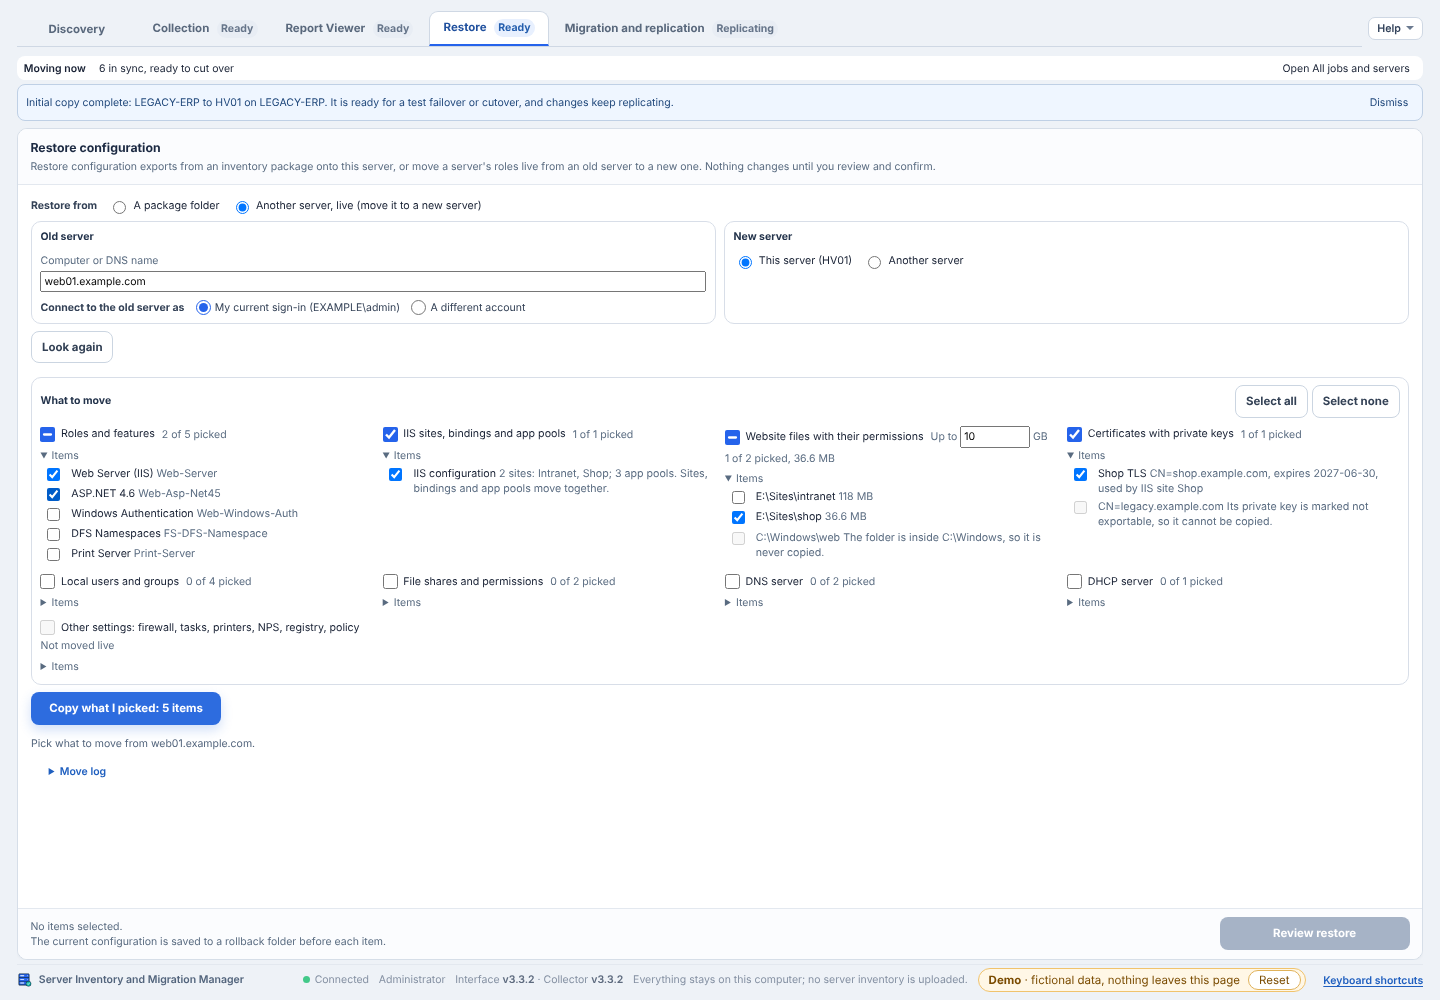 Discovery
Collection Ready
Report Viewer Ready
Restore Ready
Migration and replication Replicating
Help
Moving now 6 in sync, ready to cut over
Open All jobs and servers
Initial copy complete: LEGACY-ERP to HV01 on LEGACY-ERP. It is ready for a test failover or cutover, and changes keep replicating.
Dismiss
Restore configuration
Restore configuration exports from an inventory package onto this server, or move a server's roles live from an old server to a new one. Nothing changes until you review and confirm.
Restore from A package folder Another server, live (move it to a new server)
Old server
Computer or DNS name
web01.example.com
Connect to the old server as My current sign-in (EXAMPLE\admin) A different account
New server
This server (HV01) Another server
Look again
What to move
Select all
Select none
Roles and features 2 of 5 picked
Items
Web Server (IIS) Web-Server
ASP.NET 4.6 Web-Asp-Net45
Windows Authentication Web-Windows-Auth
DFS Namespaces FS-DFS-Namespace
Print Server Print-Server
IIS sites, bindings and app pools 1 of 1 picked
Items
IIS configuration 2 sites: Intranet, Shop; 3 app pools. Sites,
bindings and app pools move together.
Website files with their permissions Up to 10 GB
1 of 2 picked, 36.6 MB
Items
E:\Sites\intranet 118 MB
E:\Sites\shop 36.6 MB
C:\Windows\web The folder is inside C:\Windows, so it is
never copied.
Certificates with private keys 1 of 1 picked
Items
Shop TLS CN=shop.example.com, expires 2027-06-30,
used by IIS site Shop
CN=legacy.example.com Its private key is marked not
exportable, so it cannot be copied.
Local users and groups 0 of 4 picked
Items
File shares and permissions 0 of 2 picked
Items
DNS server 0 of 2 picked
Items
DHCP server 0 of 1 picked
Items
Other settings: firewall, tasks, printers, NPS, registry, policy
Not moved live
Items
Copy what I picked: 5 items
Pick what to move from web01.example.com.
Move log
No items selected.
The current configuration is saved to a rollback folder before each item.
Review restore
Server Inventory and Migration Manager
Connected Administrator Interface v3.3.2 · Collector v3.3.2 Everything stays on this computer; no server inventory is uploaded.
Demo · fictional data, nothing leaves this page Reset
Keyboard shortcuts